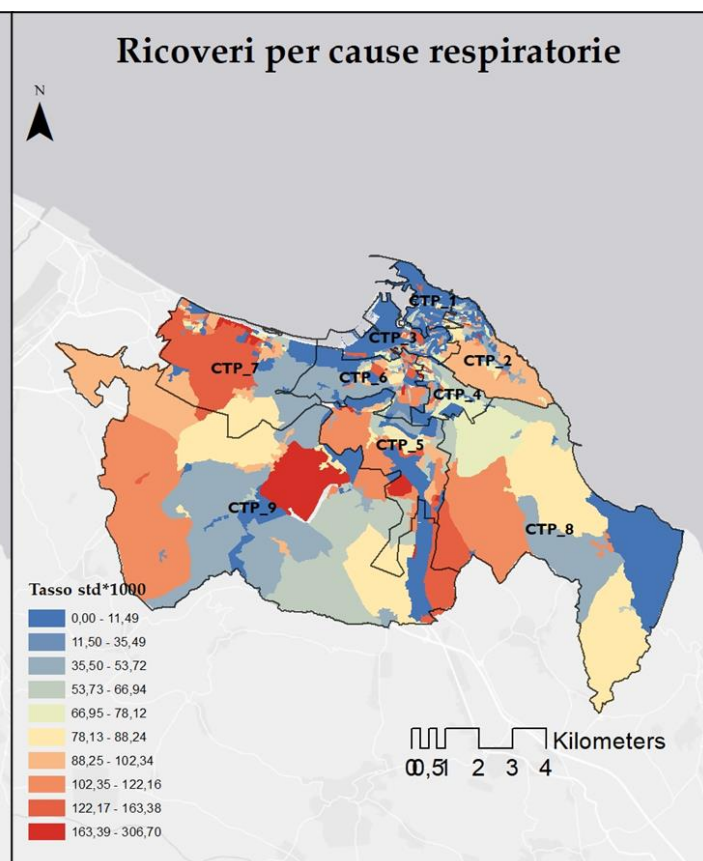 Ricoveri per cause respiratorie
N
CTP_1
CTP_3
CTP_2
CTP_7
CTP_6
CTP_4
CTP_5
CTP_9
CTP_8
Tasso std*1000
0,00 - 11,49
11,50 - 35,49
35,50 - 53,72
53,73 - 66,94
66,95 - 78,12
78,13 - 88,24
88,25 - 102,34
102,35 - 122,16
122,17 - 163,38
163,39 - 306,70
Kilometers
0 0,5 1 2 3 4